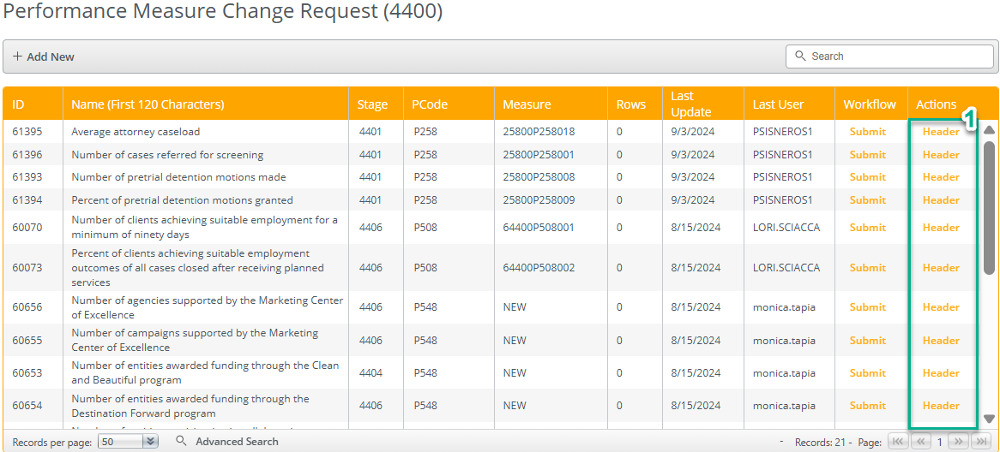 Performance Measure Change Request (4400)
+ Add New
Search
ID Name (First 120 Characters) Stage PCode Measure Rows Last Update Last User Workflow Actions
1
61395 Average attorney caseload 4401 P258 25800P258018 0 9/3/2024 PSISNEROS1 Submit Header
61396 Number of cases referred for screening 4401 P258 25800P258001 0 9/3/2024 PSISNEROS1 Submit Header
61393 Number of pretrial detention motions made 4401 P258 25800P258008 0 9/3/2024 PSISNEROS1 Submit Header
61394 Percent of pretrial detention motions granted 4401 P258 25800P258009 0 9/3/2024 PSISNEROS1 Submit Header
60070 Number of clients achieving suitable employment for a minimum of ninety days 4406 P508 64400P508001 0 8/15/2024 LORI.SCIACCA Submit Header
60073 Percent of clients achieving suitable employment outcomes of all cases closed after receiving planned services 4406 P508 64400P508002 0 8/15/2024 LORI.SCIACCA Submit Header
60656 Number of agencies supported by the Marketing Center of Excellence 4406 P548 NEW 0 8/15/2024 monica.tapia Submit Header
60655 Number of campaigns supported by the Marketing Center of Excellence 4406 P548 NEW 0 8/15/2024 monica.tapia Submit Header
60653 Number of entities awarded funding through the Clean and Beautiful program 4404 P548 NEW 0 8/15/2024 monica.tapia Submit Header
60654 Number of entities awarded funding through the Destination Forward program 4406 P548 NEW 0 8/15/2024 monica.tapia Submit Header
Records per page: 50 Advanced Search - Records: 21 - Page: 1